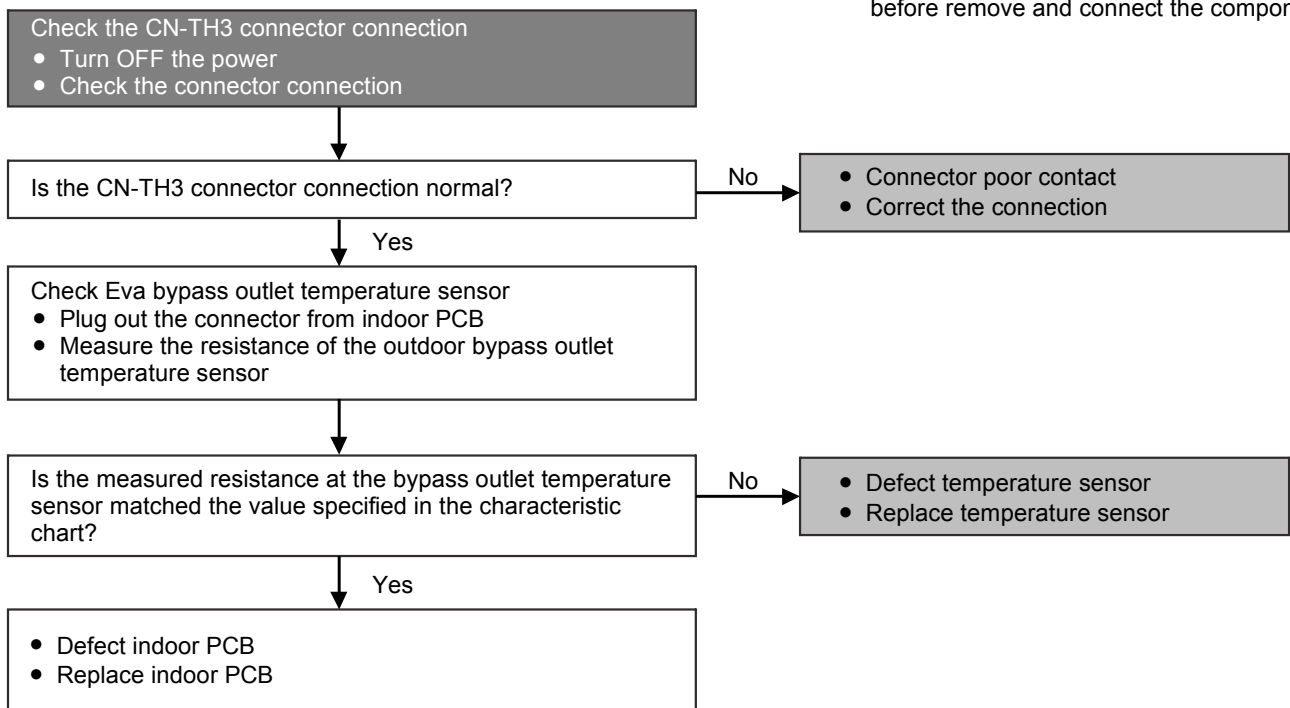 before remove and connect the compor
Check the CN-TH3 connector connection
• Turn OFF the power
• Check the connector connection
Is the CN-TH3 connector connection normal?
No
• Connector poor contact
• Correct the connection
Yes
Check Eva bypass outlet temperature sensor
• Plug out the connector from indoor PCB
• Measure the resistance of the outdoor bypass outlet
temperature sensor
Is the measured resistance at the bypass outlet temperature
sensor matched the value specified in the characteristic
chart?
No
• Defect temperature sensor
• Replace temperature sensor
Yes
• Defect indoor PCB
• Replace indoor PCB